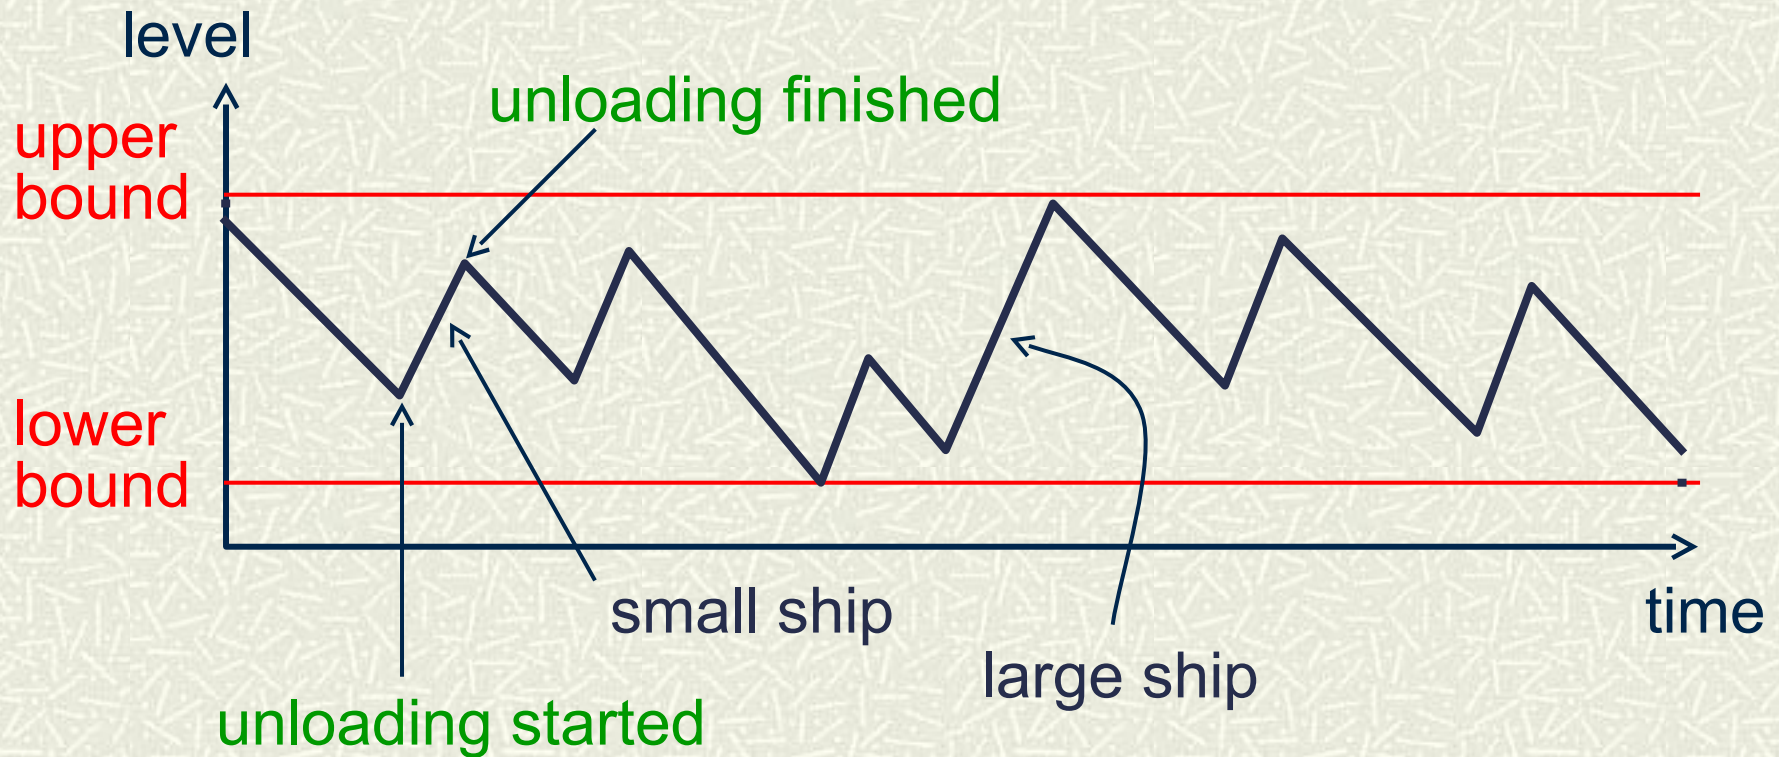 level
unloading finished
upper
bound
lower
bound
small ship
time
large ship
unloading started